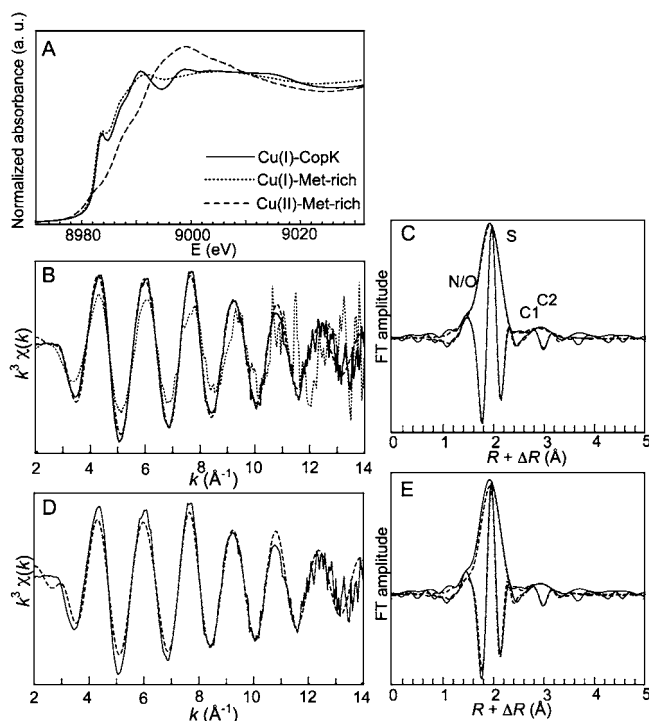 A
Normalized absorbance (a. u.)
Cu(I)-CopK
Cu(I)-Met-rich
Cu(II)-Met-rich
8980 9000 9020
E (eV)
B
k³ χ(k)
2 4 6 8 10 12 14
k (Å⁻¹)
C
FT amplitude
N/O
S
C1
C2
0 1 2 3 4 5
R + ΔR (Å)
D
k³ χ(k)
2 4 6 8 10 12 14
k (Å⁻¹)
E
FT amplitude
0 1 2 3 4 5
R + ΔR (Å)